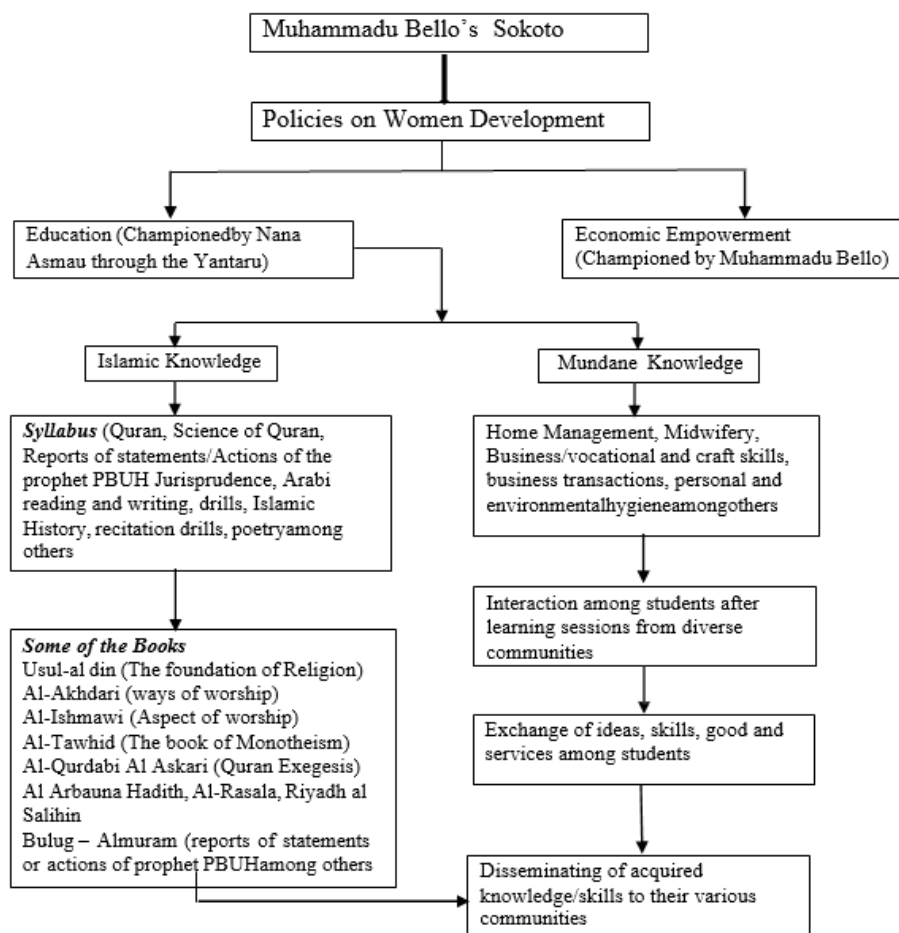 Muhammadu Bello's Sokoto
Policies on Women Development
Education (Championedby Nana
Asmau through the Yantaru)
Economic Empowerment
(Championed by Muhammadu Bello)
Islamic Knowledge
Mundane Knowledge
Syllabus (Quran, Science of Quran,
Reports of statements/Actions of the
prophet PBUH Jurisprudence, Arabi
reading and writing, drills, Islamic
History, recitation drills, poetryamong
others
Home Management, Midwifery,
Business/vocational and craft skills,
business transactions, personal and
environmentalhygieneamongothers
Interaction among students after
learning sessions from diverse
communities
Some of the Books
Usul-al din (The foundation of Religion)
Al-Akhdari (ways of worship)
Al-Ishmawi (Aspect of worship)
Al-Tawhid (The book of Monotheism)
Al-Qurdabi Al Askari (Quran Exegesis)
Al Arbauna Hadith, Al-Rasala, Riyadh al
Salihin
Bulug – Almuram (reports of statements
or actions of prophet PBUHamong others
Exchange of ideas, skills, good and
services among students
Disseminating of acquired
knowledge/skills to their various
communities